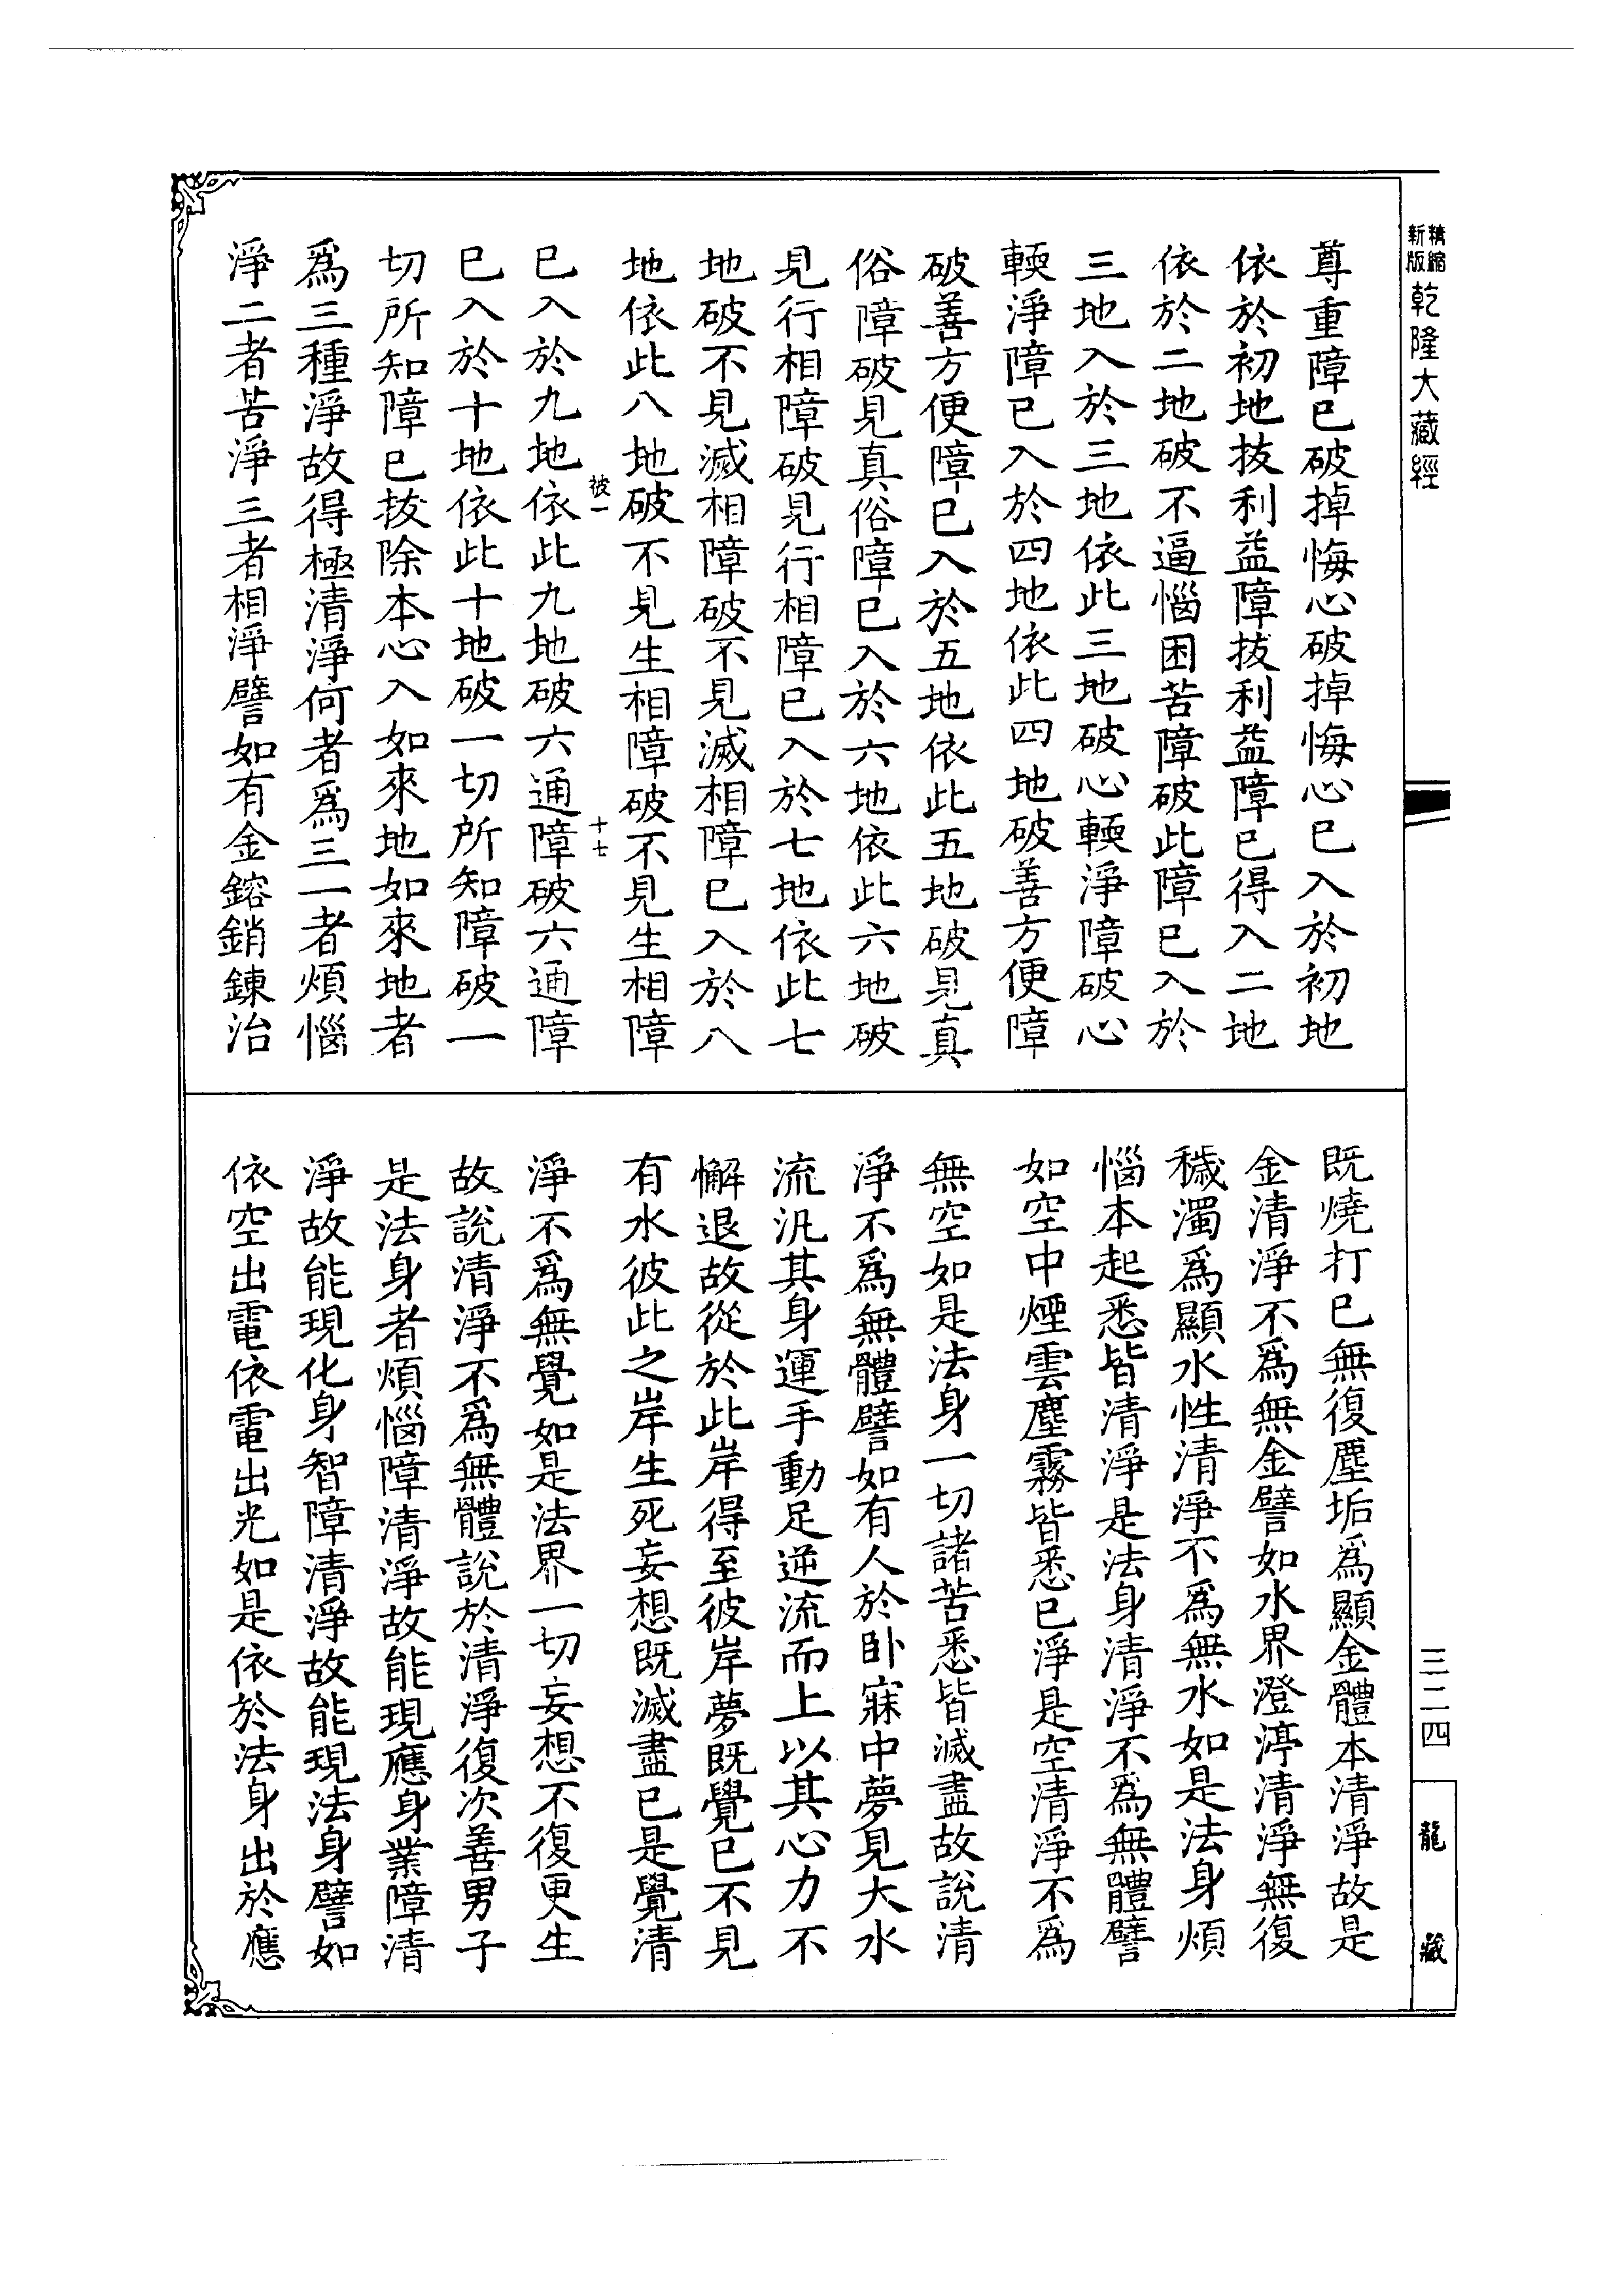 新版精縮
乾隆大藏經
三二四
龍藏
尊重障已破掉悔心破掉悔心已入於初地
依於初地抜利益障抜利益障已得入二地
依於二地破不逼惱困苦障破此障已入於
三地入於三地依此三地破心輭淨障破心
輭淨障已入於四地依此四地破善方便障
破善方便障已入於五地依此五地破見真
俗障破見真俗障已入於六地依此六地破
見行相障破見行相障已入於七地依此七
地破不見滅相障破不見滅相障已入於八
地依此八地破不見生相障破不見生相障
彼一
十七
已入於九地依此九地破六通障破六通障
已入於十地依此十地破一切所知障破一
切所知障已抜除本心入如來地如來地者
爲三種淨故得極清淨何者爲三一者煩惱
淨二者苦淨三者相淨譬如有金鎔銷鍊治
既燒打已無復塵垢爲顯金體本清淨故是
金清淨不爲無金譬如水界澄渟清淨無復
穢濁爲顯水性清淨不爲無水如是法身煩
惱本起悉皆清淨是法身清淨不爲無體譬
如空中煙雲塵霧皆悉已淨是空清淨不爲
無空如是法身一切諸苦悉皆滅盡故說清
淨不爲無體譬如有人於卧寐中夢見大水
流汎其身運手動足逆流而上以其心力不
懈退故從於此岸得至彼岸夢既覺已不見
有水彼此之岸生死妄想既滅盡已是覺清
淨不爲無覺如是法界一切妄想不復更生
故說清淨不爲無體說於清淨復次善男子
是法身者煩惱障清淨故能現應身業障清
淨故能現化身智障清淨故能現法身譬如
依空出電依電出光如是依於法身出於應